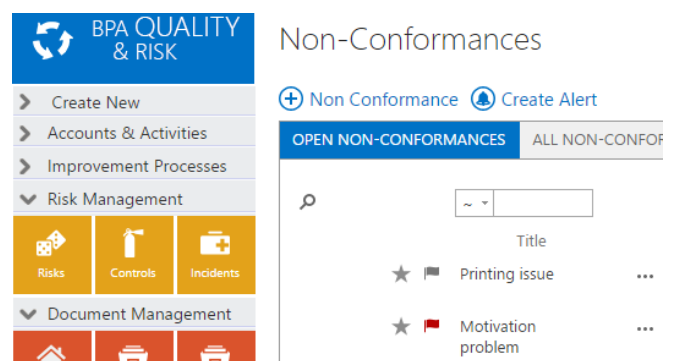 BPA QUALITY
& RISK
Non-Conformances
Create New
Non Conformance Create Alert
Accounts & Activities
OPEN NON-CONFORMANCES ALL NON-CONFOR
Improvement Processes
Risk Management
~
Title
Risks Controls Incidents
Printing issue ...
Document Management
Motivation ...
problem